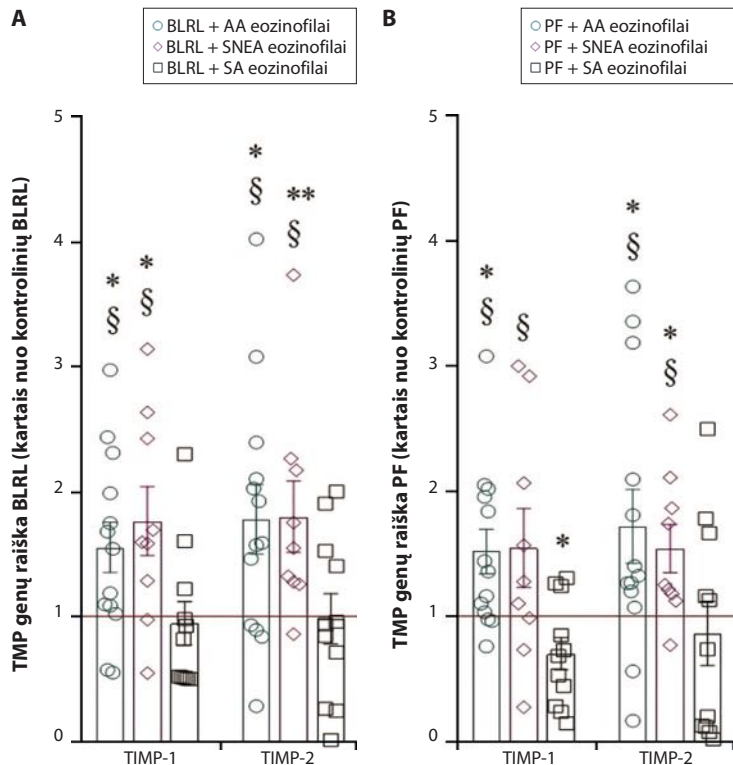 A
BLRL + AA eozinofilai
BLRL + SNEA eozinofilai
BLRL + SA eozinofilai
TMP genų raiška BLRL (kartais nuo kontrolinių BLRL)
5
4
3
2
1
0
*
§
*
§
*
§
**
§
TIMP-1
TIMP-2
B
PF + AA eozinofilai
PF + SNEA eozinofilai
PF + SA eozinofilai
TMP genų raiška PF (kartais nuo kontrolinių PF)
5
4
3
2
1
0
*
§
§
*
*
§
*
§
TIMP-1
TIMP-2